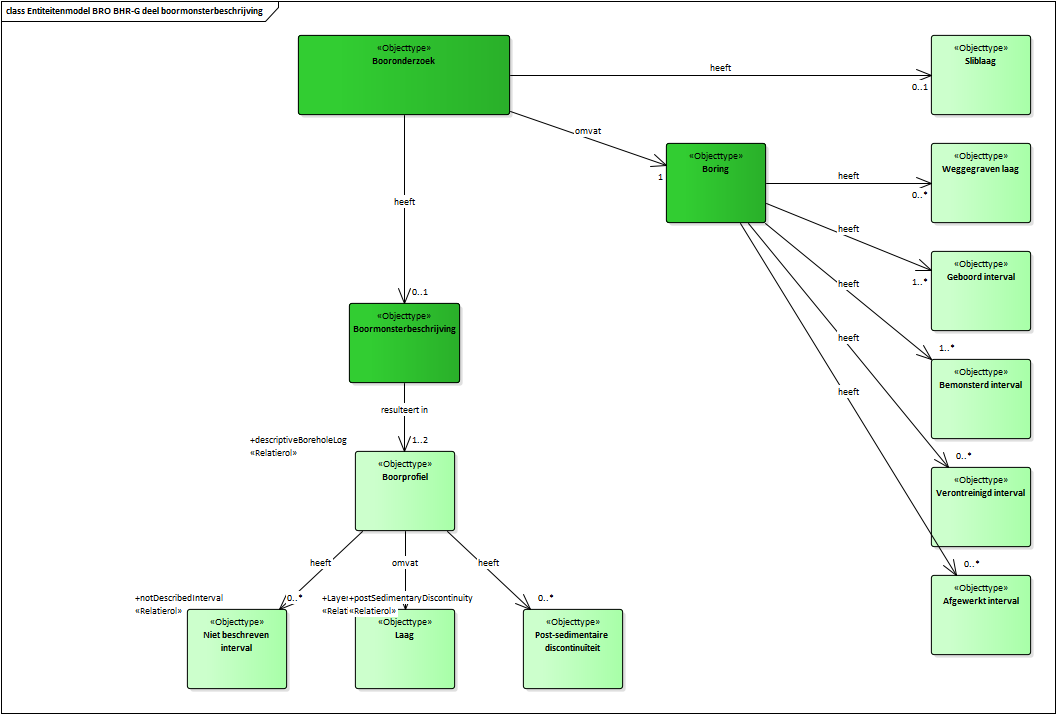 class Entiteitenmodel BRO BHR-G deel boormonsterbeschrijving
«Objecttype»
Booronderzoek
heeft
0..1
«Objecttype»
Sliblaag
omvat
1
«Objecttype»
Boring
heeft
0..*
«Objecttype»
Weggegraven laag
heeft
1..*
«Objecttype»
Geboord interval
heeft
1..*
«Objecttype»
Bemonsterd interval
heeft
0..*
«Objecttype»
Verontreinigd interval
heeft
0..*
«Objecttype»
Afgewerkt interval
heeft
0..1
«Objecttype»
Boormonsterbeschrijving
resulteert in
+descriptiveBoreholeLog
«Relatierol»
1..2
«Objecttype»
Boorprofiel
heeft
omvat
heeft
+notDescribedInterval
«Relatierol»
0..*
+Layer
+postSedimentaryDiscontinuity
«Relatierol»
0..*
«Objecttype»
Niet beschreven
interval
«Objecttype»
Laag
«Objecttype»
Post-sedimentaire
discontinuiteit